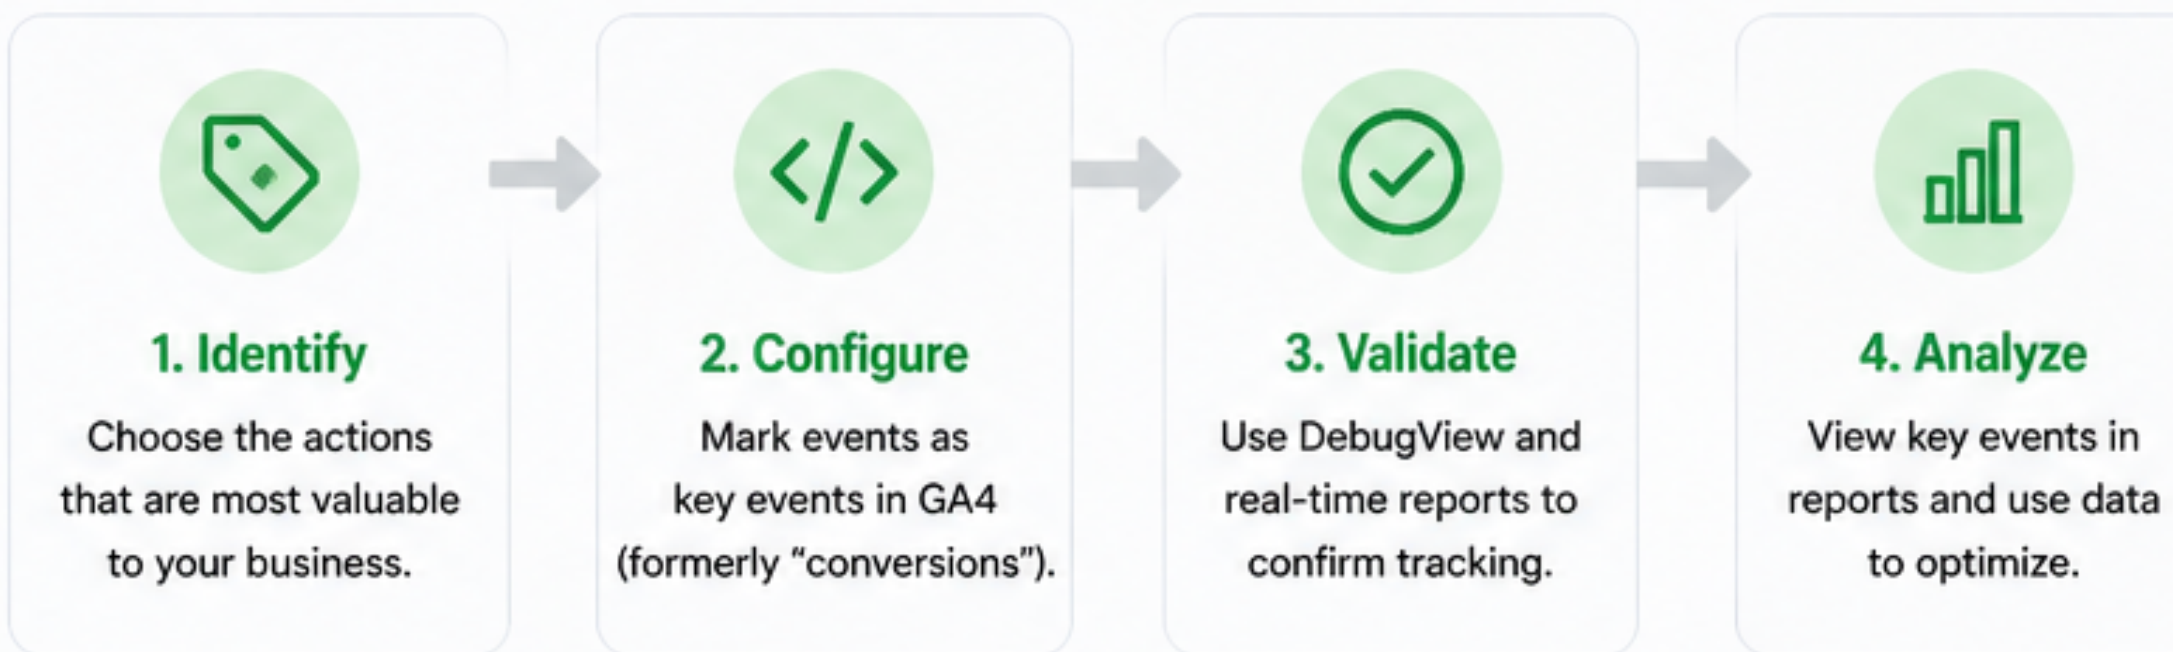 1. Identify
Choose the actions
that are most valuable
to your business.
2. Configure
Mark events as
key events in GA4
(formerly “conversions”).
3. Validate
Use DebugView and
real-time reports to
confirm tracking.
4. Analyze
View key events in
reports and use data
to optimize.